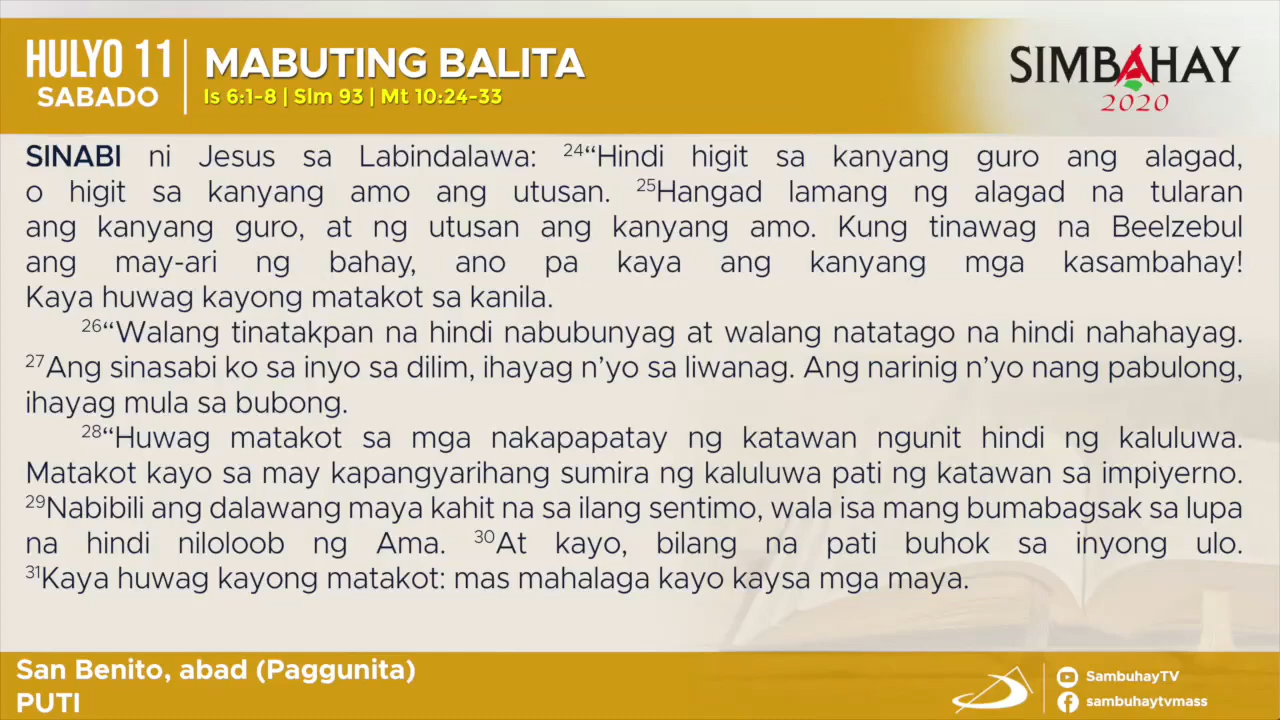 HULYO 11
SABADO
MABUTING BALITA
Is 6:1-8 | Slm 93 | Mt 10:24-33
SIMBAHAY
2020
SINABI ni Jesus sa Labindalawa: 24“Hindi higit sa kanyang guro ang alagad,
o higit sa kanyang amo ang utusan. 25Hangad lamang ng alagad na tularan
ang kanyang guro, at ng utusan ang kanyang amo. Kung tinawag na Beelzebul
ang may-ari ng bahay, ano pa kaya ang kanyang mga kasambahay!
Kaya huwag kayong matakot sa kanila.
26“Walang tinatakpan na hindi nabubunyag at walang natatago na hindi nahahayag.
27Ang sinasabi ko sa inyo sa dilim, ihayag n’yo sa liwanag. Ang narinig n’yo nang pabulong,
ihayag mula sa bubong.
28“Huwag matakot sa mga nakapapatay ng katawan ngunit hindi ng kaluluwa.
Matakot kayo sa may kapangyarihang sumira ng kaluluwa pati ng katawan sa impiyerno.
29Nabibili ang dalawang maya kahit na sa ilang sentimo, wala isa mang bumabagsak sa lupa
na hindi niloloob ng Ama. 30At kayo, bilang na pati buhok sa inyong ulo.
31Kaya huwag kayong matakot: mas mahalaga kayo kaysa mga maya.
San Benito, abad (Paggunita)
PUTI
SambuhayTV
sambuhaytvmass